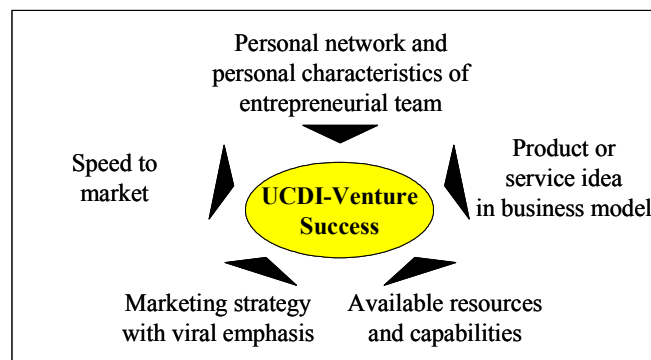 Personal network and
personal characteristics of
entrepreneurial team
Speed to
market
Product or
service idea
in business model
UCDI-Venture
Success
Marketing strategy
with viral emphasis
Available resources
and capabilities